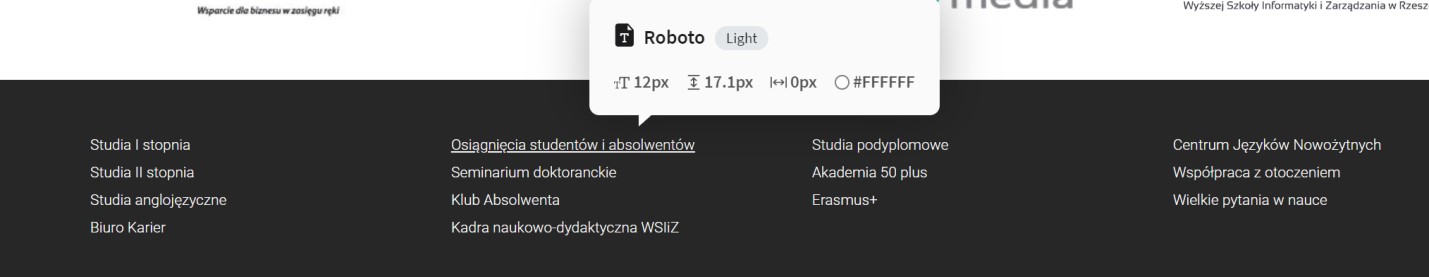 Wsparcie dla biznesu w zasięgu ręki
media
Wyższej Szkoły Informatyki i Zarządzania w
Roboto Light
12px 17.1px 0px #FFFFFF
Studia I stopnia
Studia II stopnia
Studia anglojęzyczne
Biuro Karier
Osiągnięcia studentów i absolwentów
Seminarium doktoranckie
Klub Absolwenta
Kadra naukowo-dydaktyczna WSIiZ
Studia podyplomowe
Akademia 50 plus
Erasmus+
Centrum Języków Nowożytnych
Współpraca z otoczeniem
Wielkie pytania w nauce